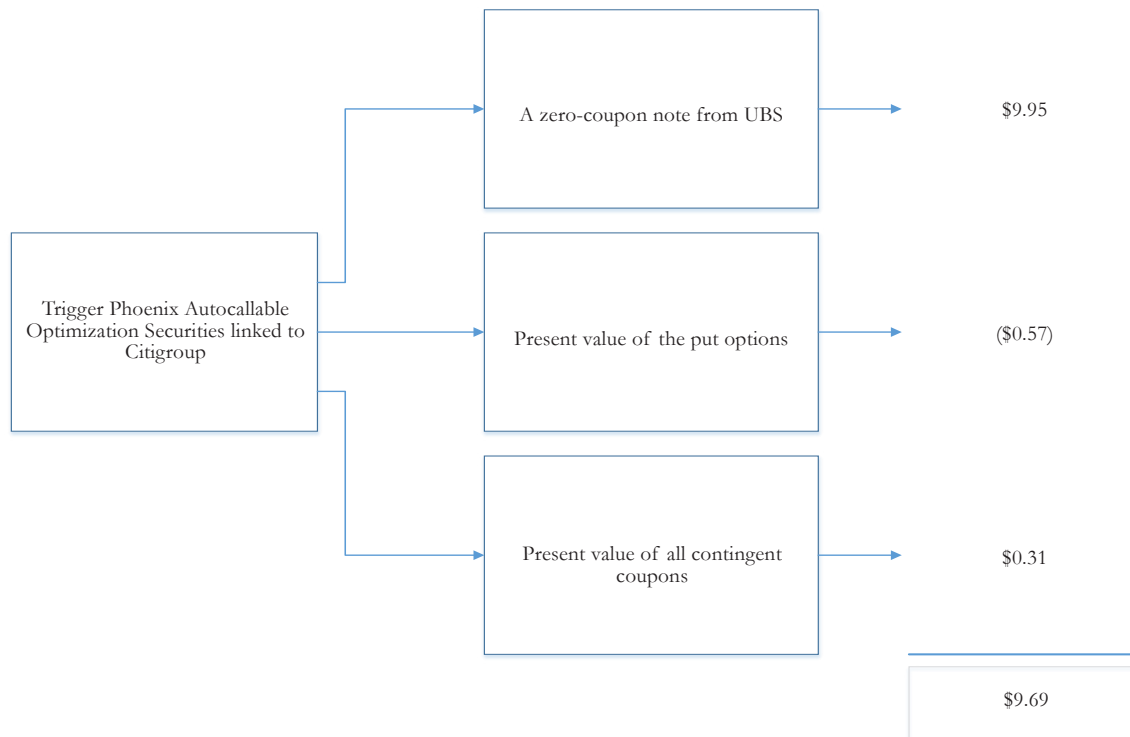 A zero-coupon note from UBS
$9.95
Trigger Phoenix Autocallable
Optimization Securities linked to
Citigroup
Present value of the put options
($0.57)
Present value of all contingent
coupons
$0.31
$9.69